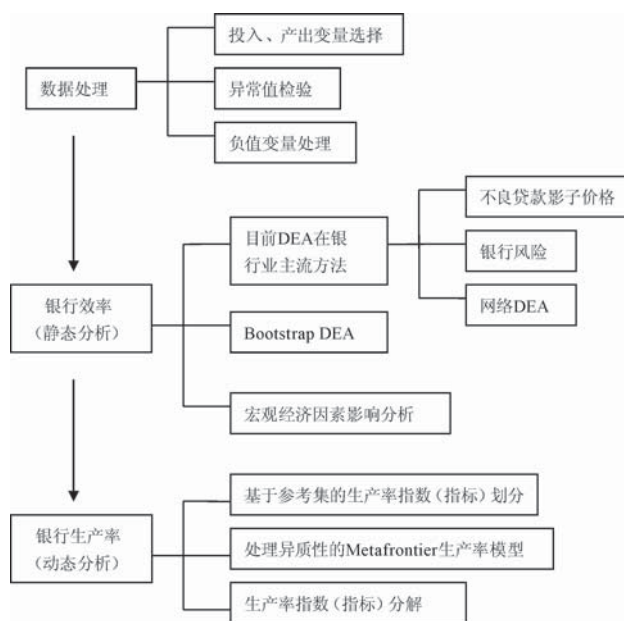 投入、产出变量选择
数据处理
异常值检验
负值变量处理
不良贷款影子价格
目前DEA在银
行业主流方法
银行风险
银行效率
(静态分析)
网络DEA
Bootstrap DEA
宏观经济因素影响分析
基于参考集的生产率指数(指标)划分
银行生产率
(动态分析)
处理异质性的Metafrontier生产率模型
生产率指数(指标)分解